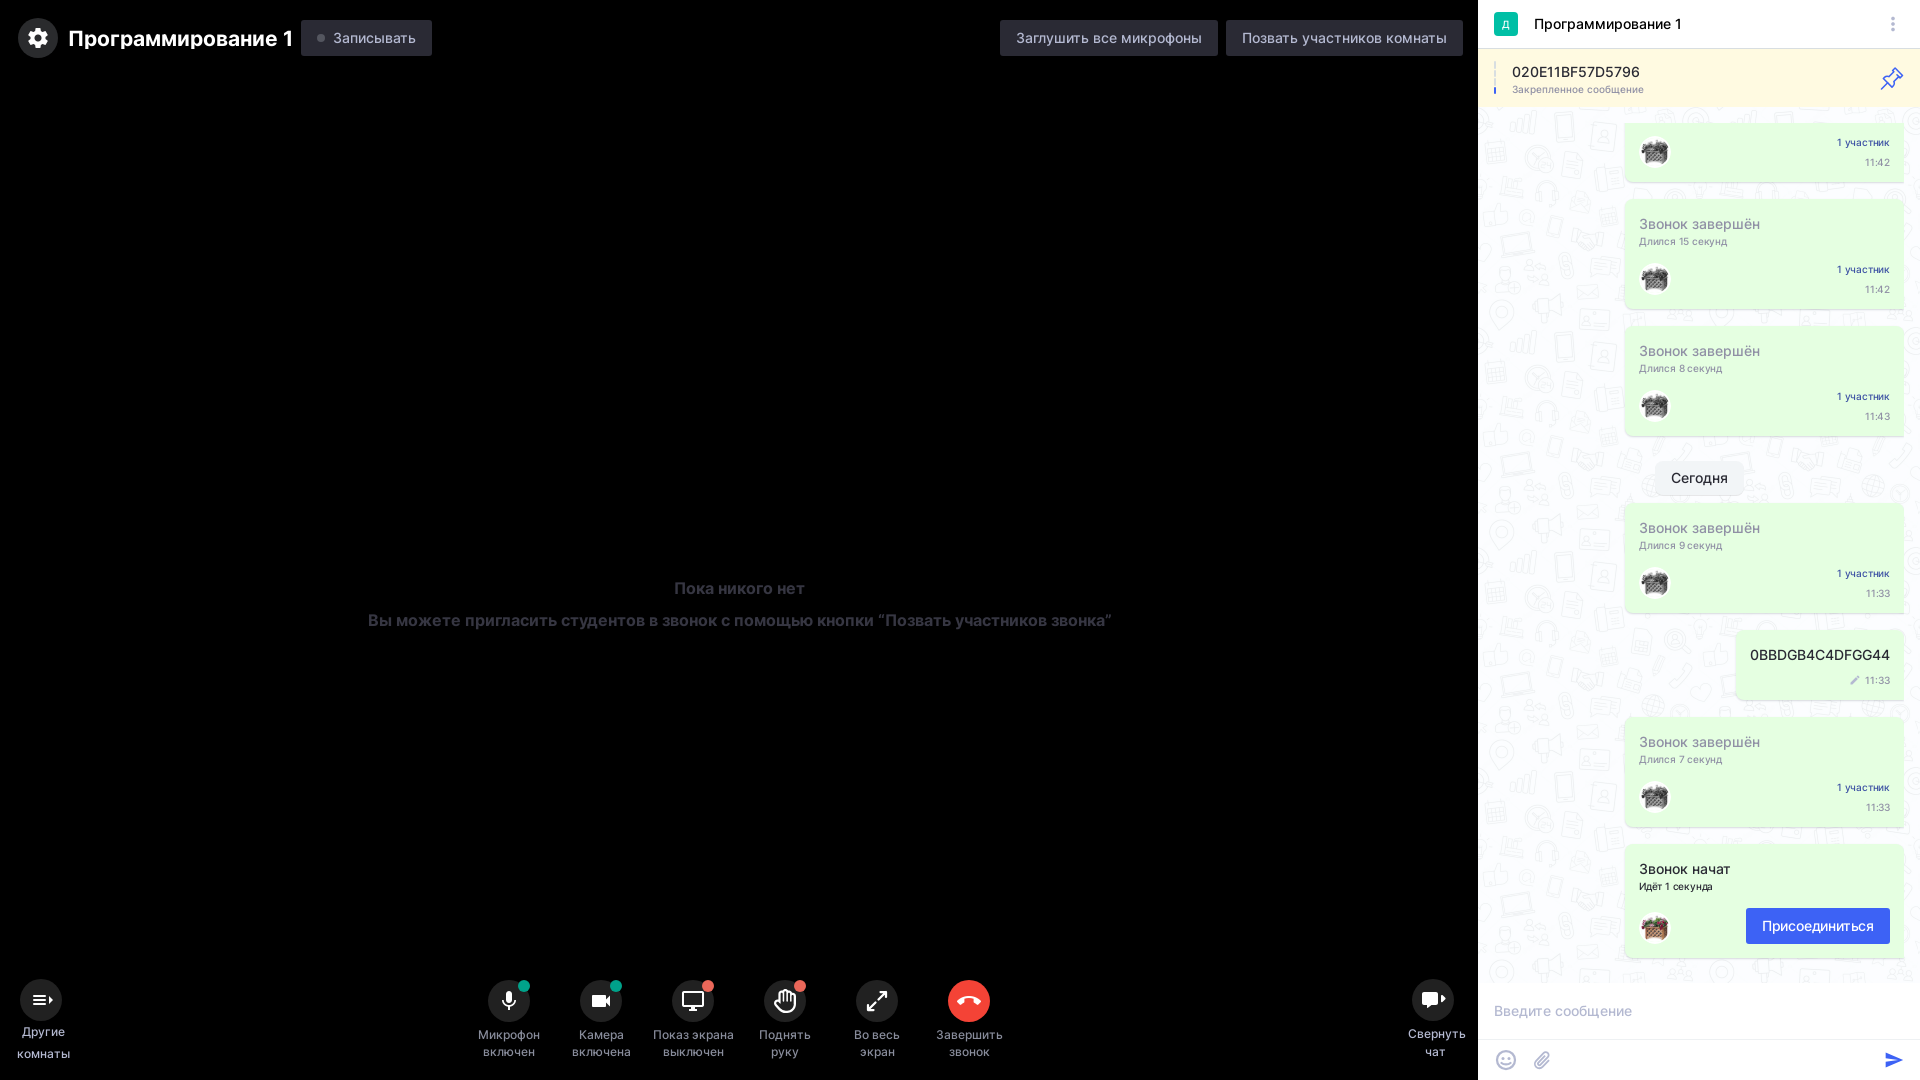 Программирование 1
Записывать
Заглушить все микрофоны
Позвать участников комнаты
Пока никого нет
Вы можете пригласить студентов в звонок с помощью кнопки “Позвать участников звонка”
Другие
комнаты
Микрофон
включен
Камера
включена
Показ экрана
выключен
Поднять
руку
Во весь
экран
Завершить
звонок
Свернуть
чат
Д
Программирование 1
020E11BF57D5796
Закрепленное сообщение
1 участник
11:42
Звонок завершён
Длился 15 секунд
1 участник
11:42
Звонок завершён
Длился 8 секунд
1 участник
11:43
Сегодня
Звонок завершён
Длился 9 секунд
1 участник
11:33
0BBDGB4C4DFGG44
11:33
Звонок завершён
Длился 7 секунд
1 участник
11:33
Звонок начат
Идёт 1 секунда
Присоединиться
Введите сообщение